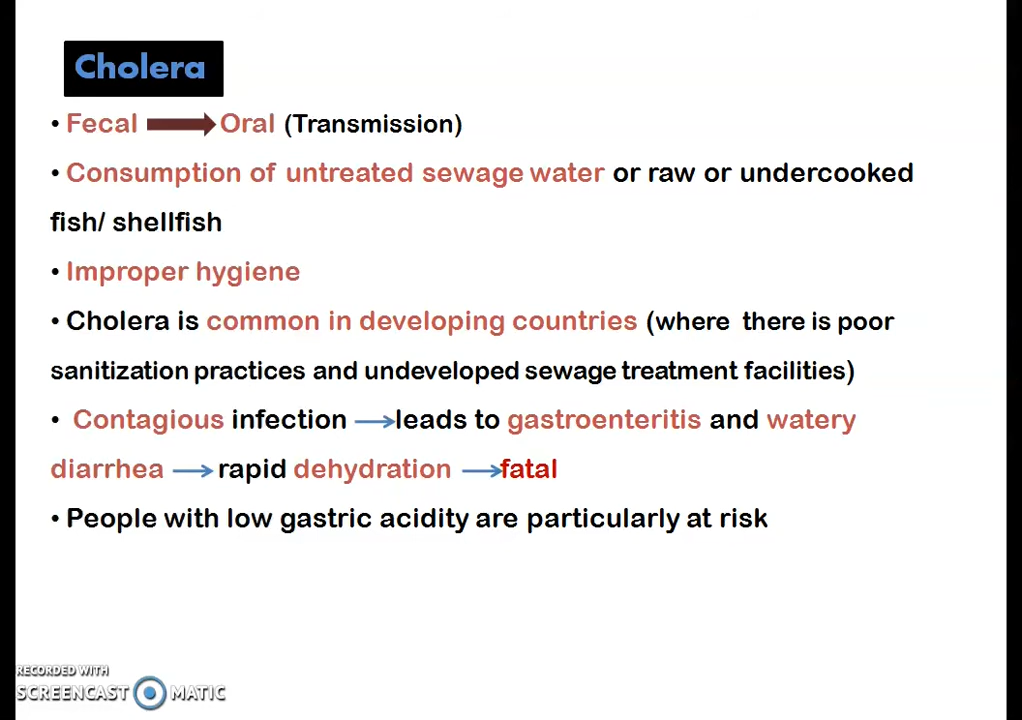 Cholera
• Fecal → Oral (Transmission)
• Consumption of untreated sewage water or raw or undercooked
fish/ shellfish
• Improper hygiene
• Cholera is common in developing countries (where there is poor
sanitization practices and undeveloped sewage treatment facilities)
• Contagious infection → leads to gastroenteritis and watery
diarrhea → rapid dehydration → fatal
• People with low gastric acidity are particularly at risk
RECORDED WITH
SCREENCAST MATIC